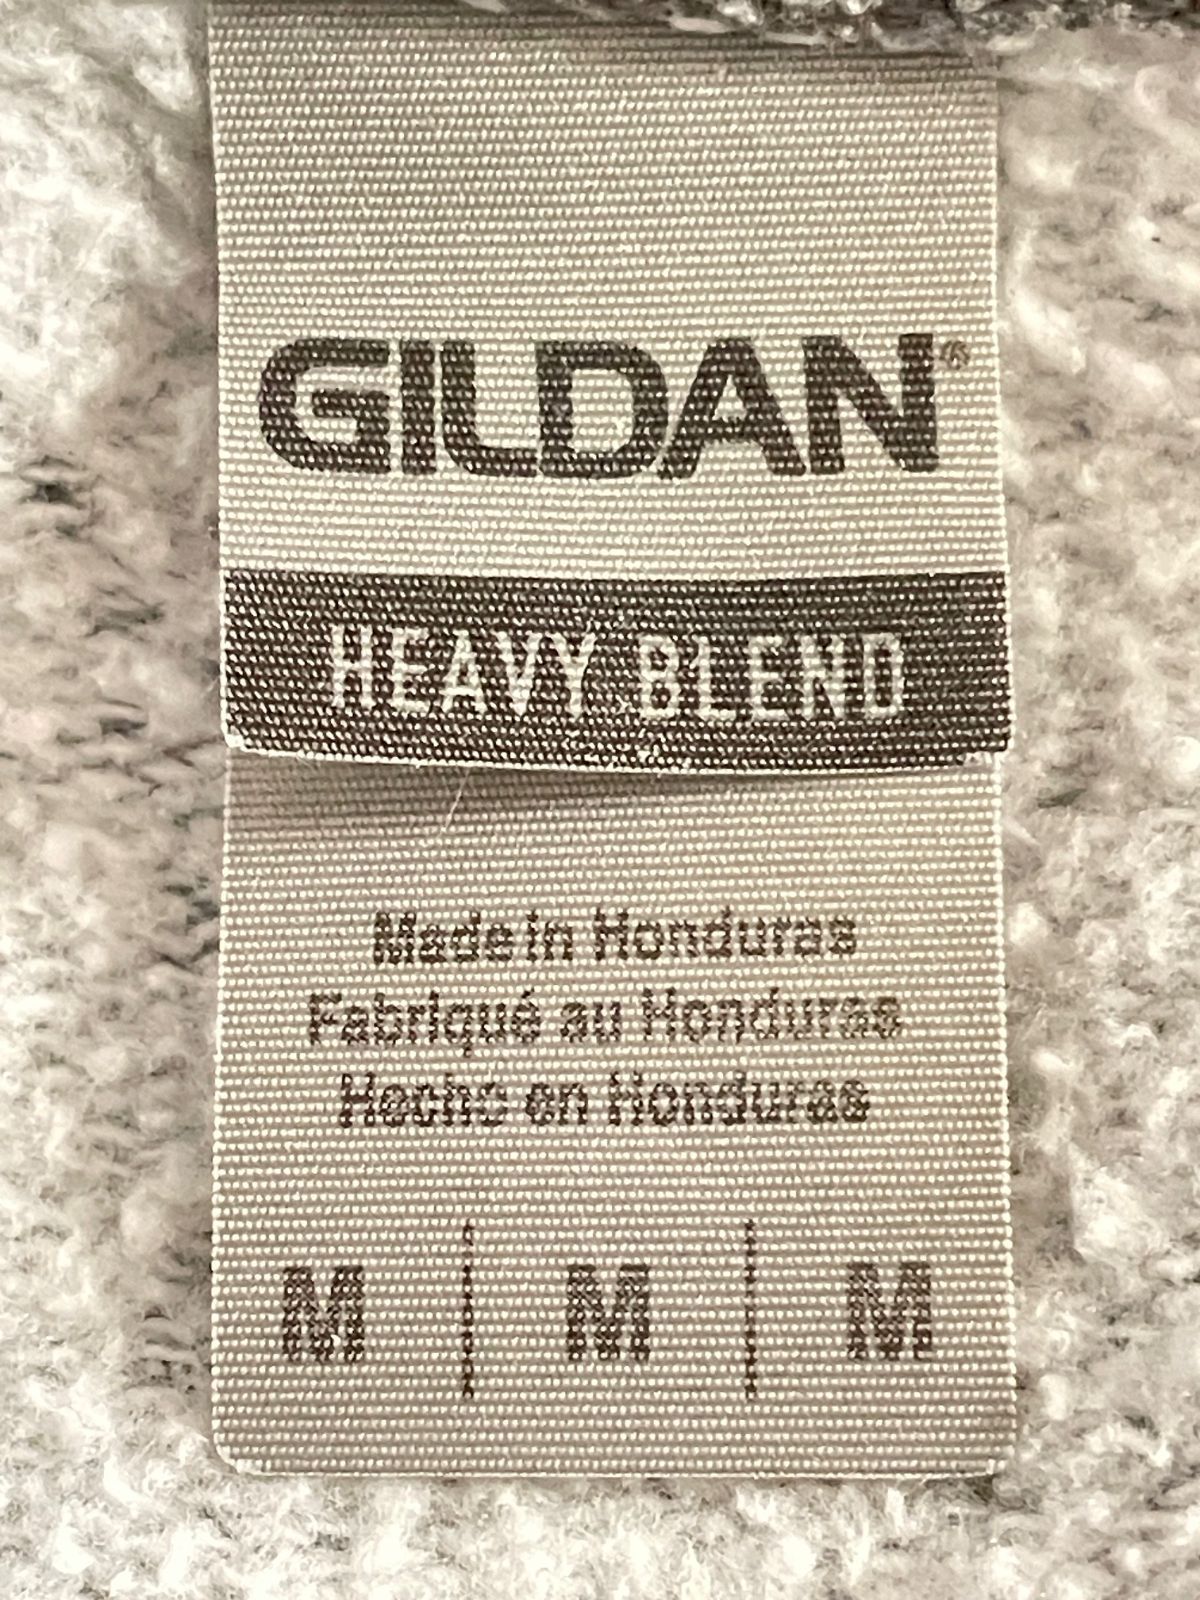 GILDAN®
HEAVY BLEND
Made in Honduras
Fabriqué au Honduras
Hecho en Honduras
M | M | M